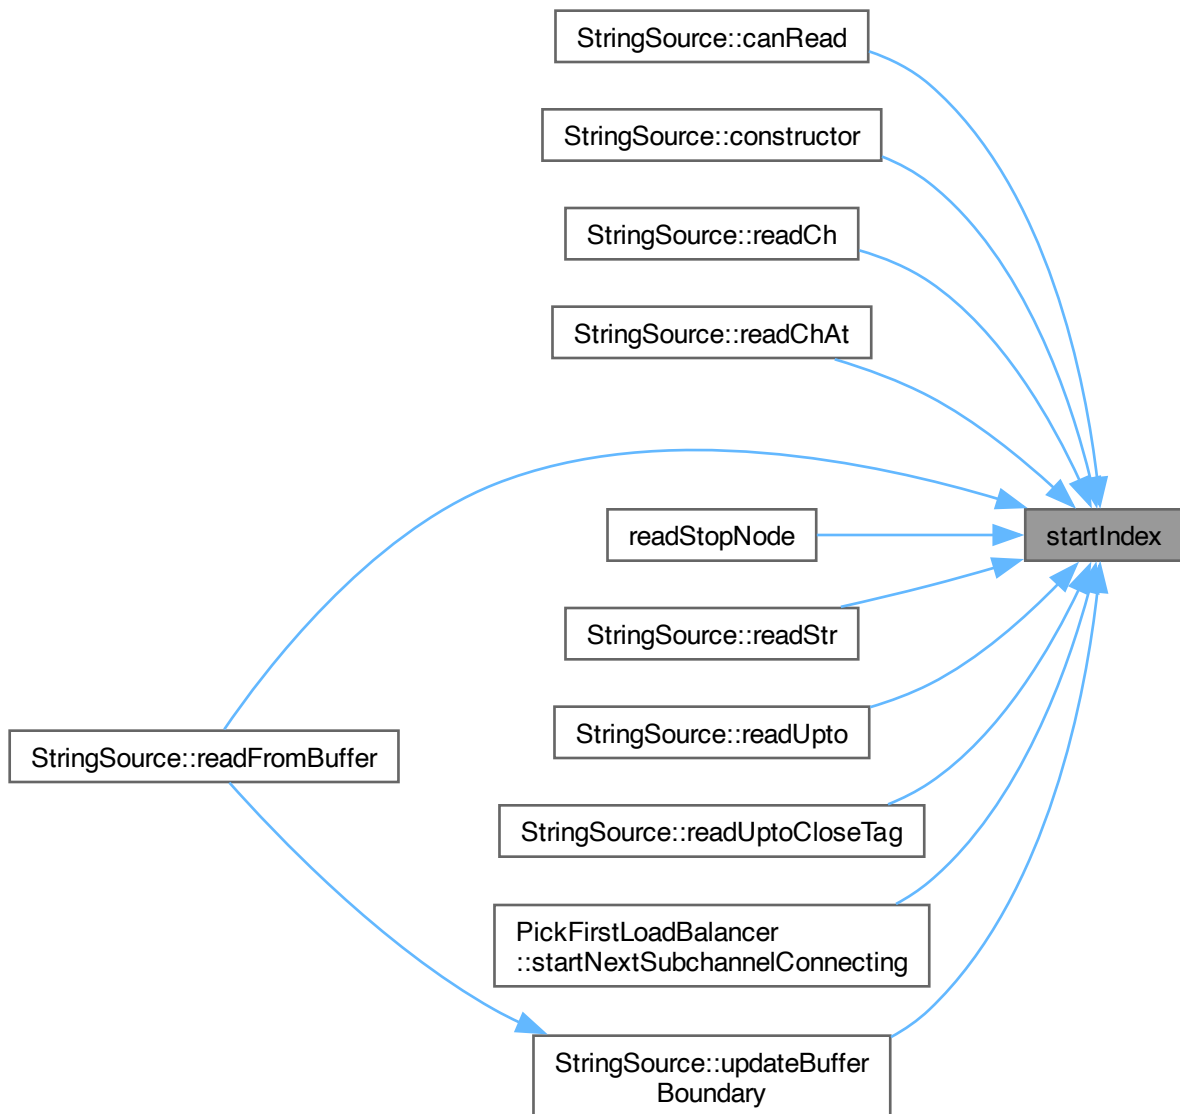 StringSource::canRead
StringSource::constructor
StringSource::readCh
StringSource::readChAt
readStopNode
startIndex
StringSource::readStr
StringSource::readUpto
StringSource::readFromBuffer
StringSource::readUptoCloseTag
PickFirstLoadBalancer
::startNextSubchannelConnecting
StringSource::updateBuffer
Boundary